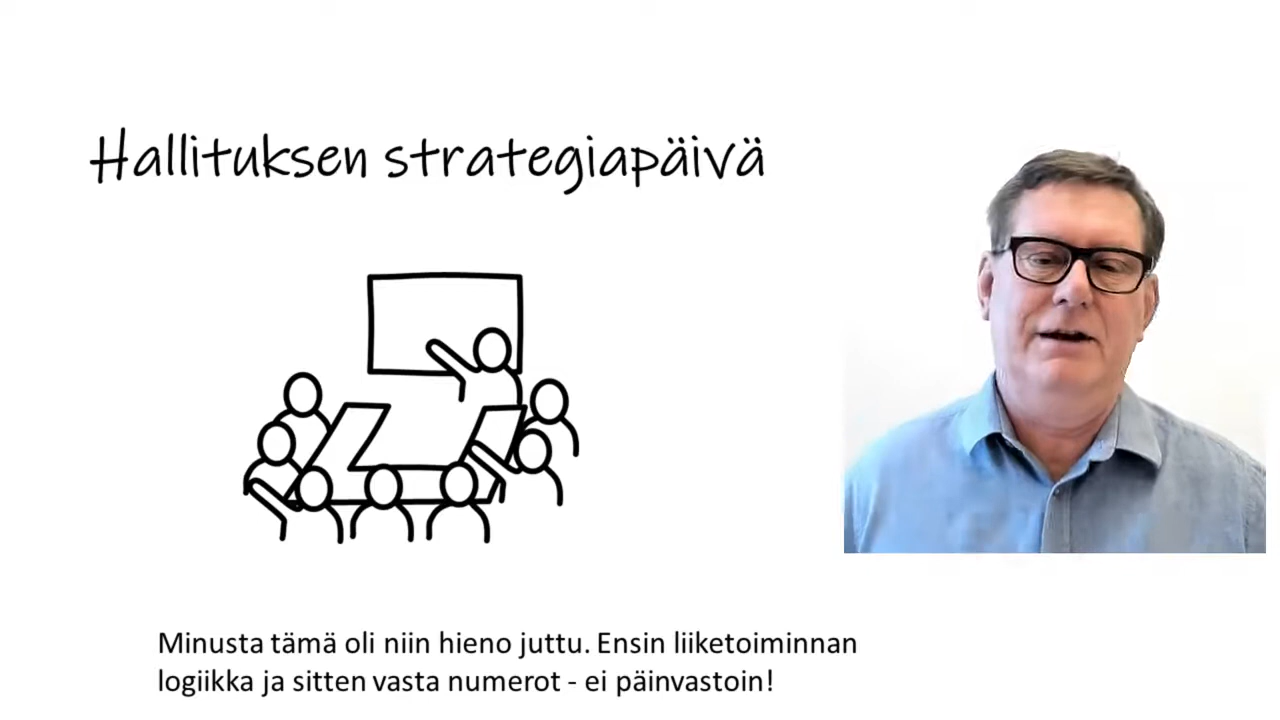 Hallituksen strategiapäivä
Minusta tämä oli niin hieno juttu. Ensin liiketoiminnan
logiikka ja sitten vasta numerot - ei päinvastoin!